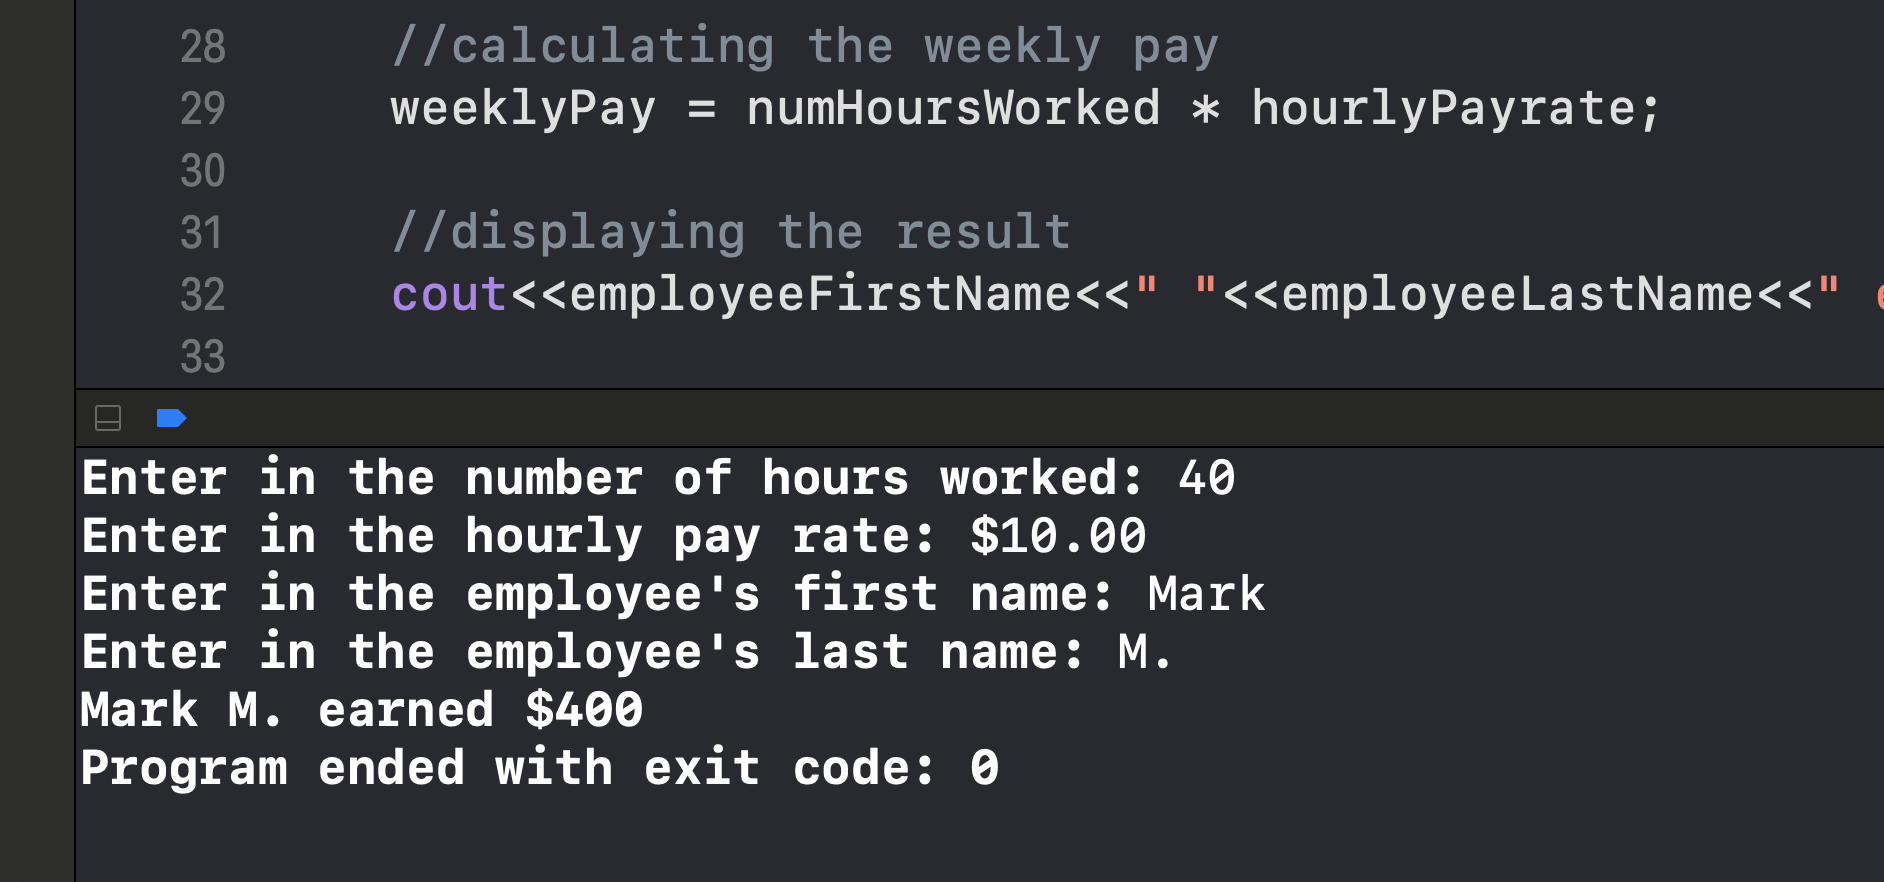 28 //calculating the weekly pay
29 weeklyPay = numHoursWorked * hourlyPayrate;
30
31 //displaying the result
32 cout<<employeeFirstName<<" "<<employeeLastName<<"
33
Enter in the number of hours worked: 40
Enter in the hourly pay rate: $10.00
Enter in the employee's first name: Mark
Enter in the employee's last name: M.
Mark M. earned $400
Program ended with exit code: 0